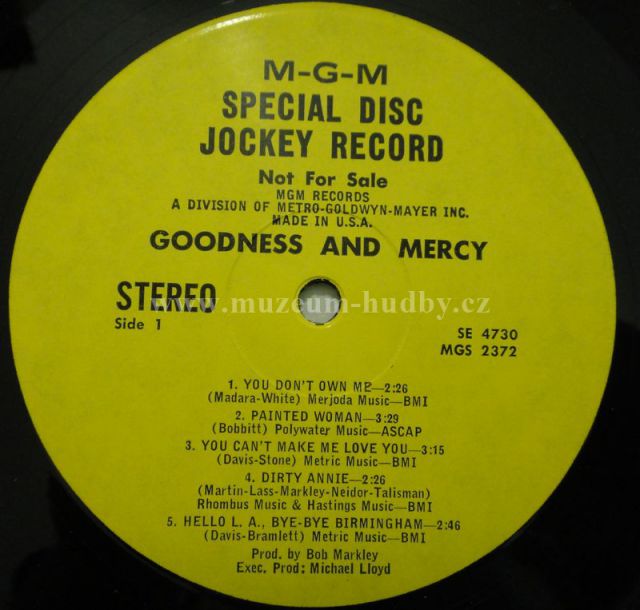 M-G-M
SPECIAL DISC
JOCKEY RECORD
Not For Sale
MGM RECORDS
A DIVISION OF METRO-GOLDWYN-MAYER INC.
MADE IN U.S.A.
GOODNESS AND MERCY
STEREO
Side 1
www.muzeum-hudby.cz
SE 4730
MGS 2372
1. YOU DON'T OWN ME—2:26
(Madara-White) Merjoda Music—BMI
2. PAINTED WOMAN—3:29
(Bobbitt) Polywater Music—ASCAP
3. YOU CAN'T MAKE ME LOVE YOU—3:15
(Davis-Stone) Metric Music—BMI
4. DIRTY ANNIE—2:26
(Martin-Lass-Markley-Neidor-Talisman)
Rhombus Music & Hastings Music—BMI
5. HELLO L. A., BYE-BYE BIRMINGHAM—2:46
(Davis-Bramlett) Metric Music—BMI
Prod. by Bob Markley
Exec. Prod: Michael Lloyd